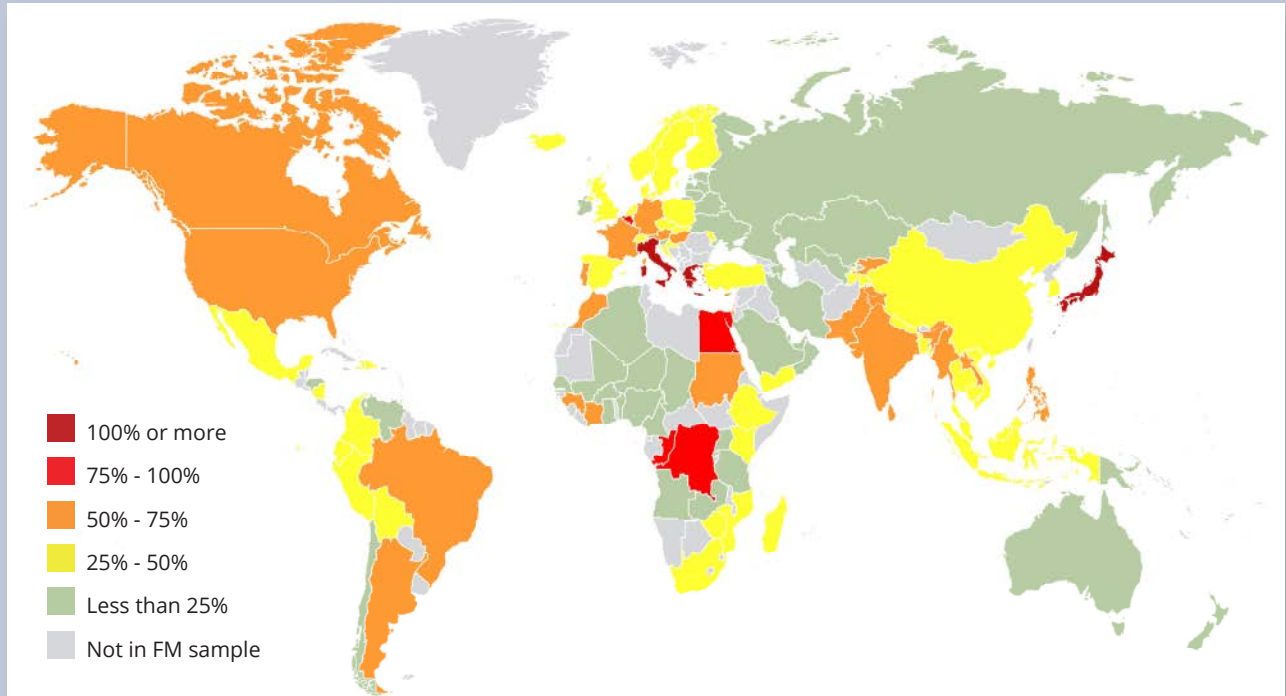 100% or more
75% - 100%
50% - 75%
25% - 50%
Less than 25%
Not in FM sample